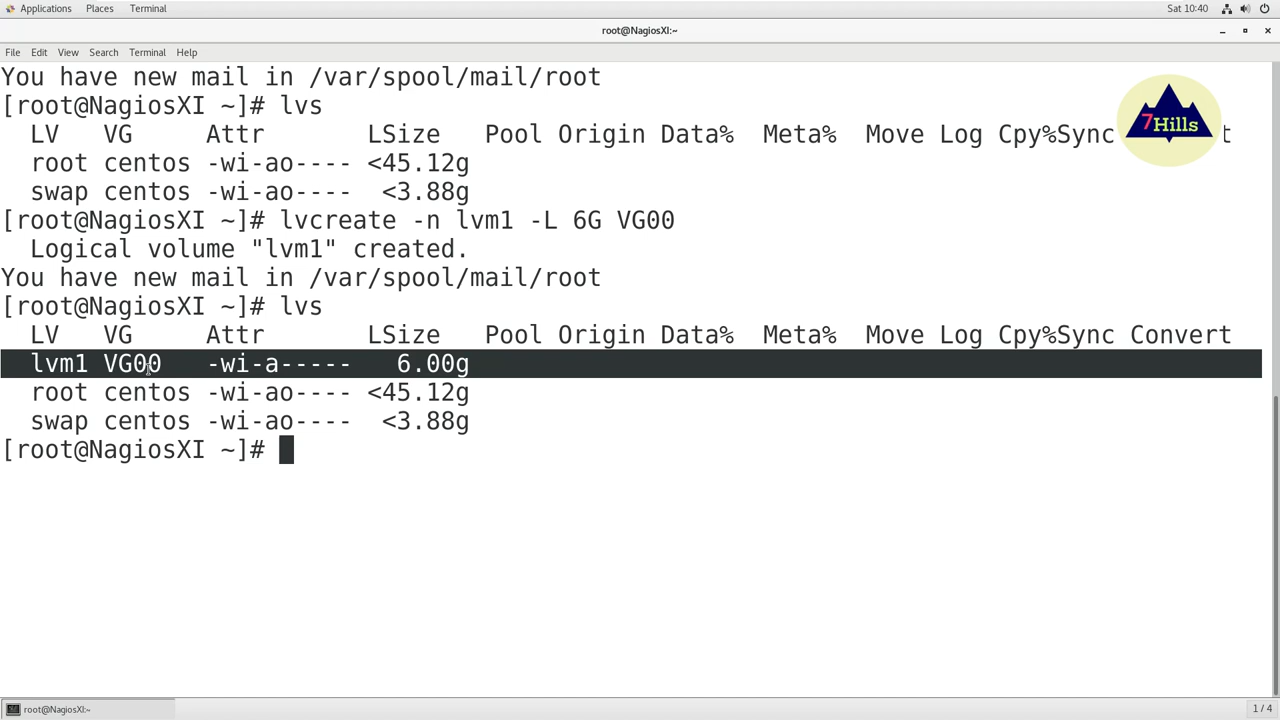 Applications Places Terminal Sat 10:40
root@NagiosXI:~
File Edit View Search Terminal Help
You have new mail in /var/spool/mail/root
[root@NagiosXI ~]# lvs
LV VG Attr LSize Pool Origin Data% Meta% Move Log Cpy%Sync t
root centos -wi-ao---- <45.12g
swap centos -wi-ao---- <3.88g
[root@NagiosXI ~]# lvcreate -n lvm1 -L 6G VG00
Logical volume "lvm1" created.
You have new mail in /var/spool/mail/root
[root@NagiosXI ~]# lvs
LV VG Attr LSize Pool Origin Data% Meta% Move Log Cpy%Sync Convert
lvm1 VG00 -wi-a----- 6.00g
root centos -wi-ao---- <45.12g
swap centos -wi-ao---- <3.88g
[root@NagiosXI ~]#
7Hills
root@NagiosXI:~ 1 / 4